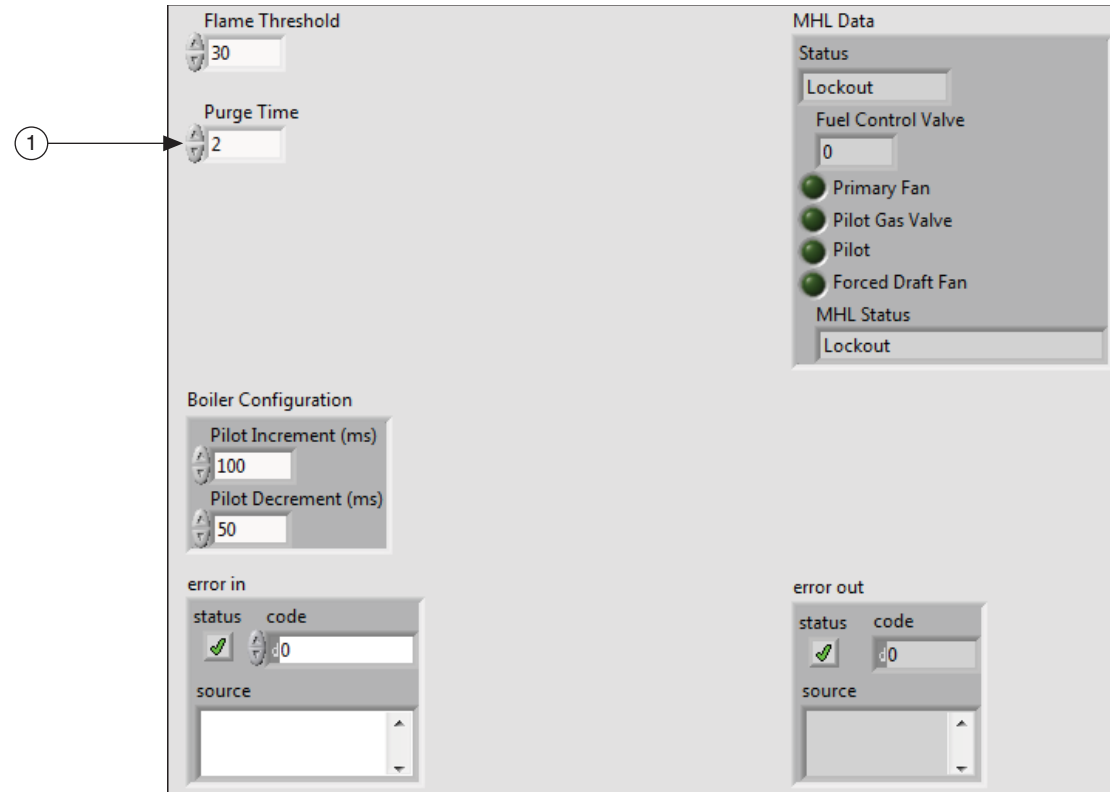 Flame Threshold
30
Purge Time
1
2
MHL Data
Status
Lockout
Fuel Control Valve
0
Primary Fan
Pilot Gas Valve
Pilot
Forced Draft Fan
MHL Status
Lockout
Boiler Configuration
Pilot Increment (ms)
100
Pilot Decrement (ms)
50
error in
status code
d0
source
error out
status code
d0
source